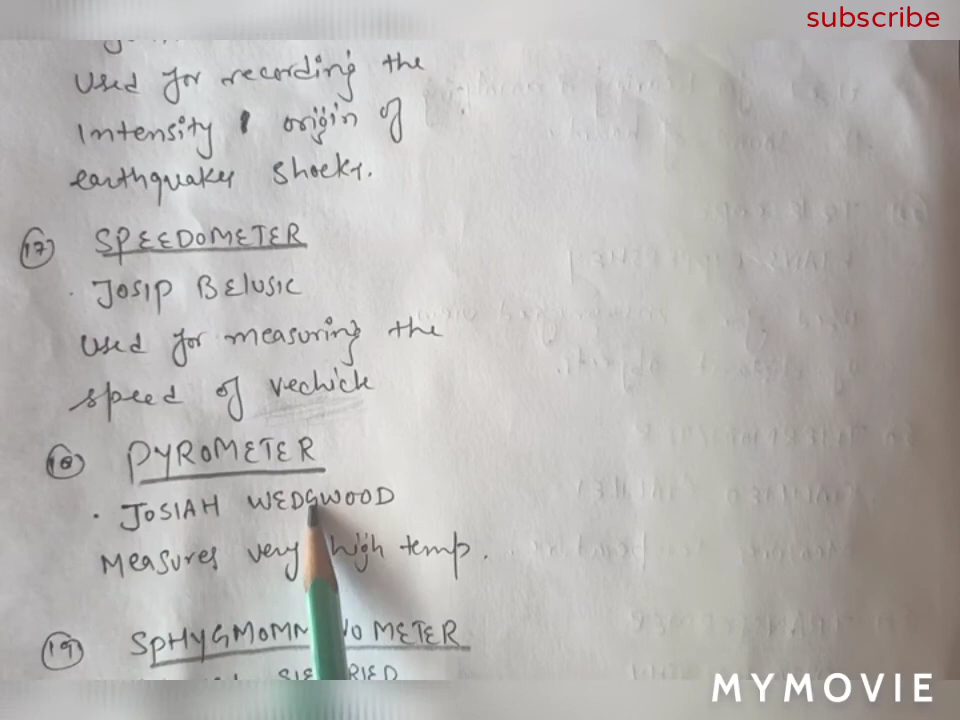 subscribe
Used for recording the
Intensity & origin of
earthquakes shocks.
17 SPEEDOMETER
. JOSIP BELUSIC
Used for measuring the
speed of vechicle
18 PYROMETER
. JOSIAH WEDGWOOD
Measures very high temp.
19
MYMOVIE